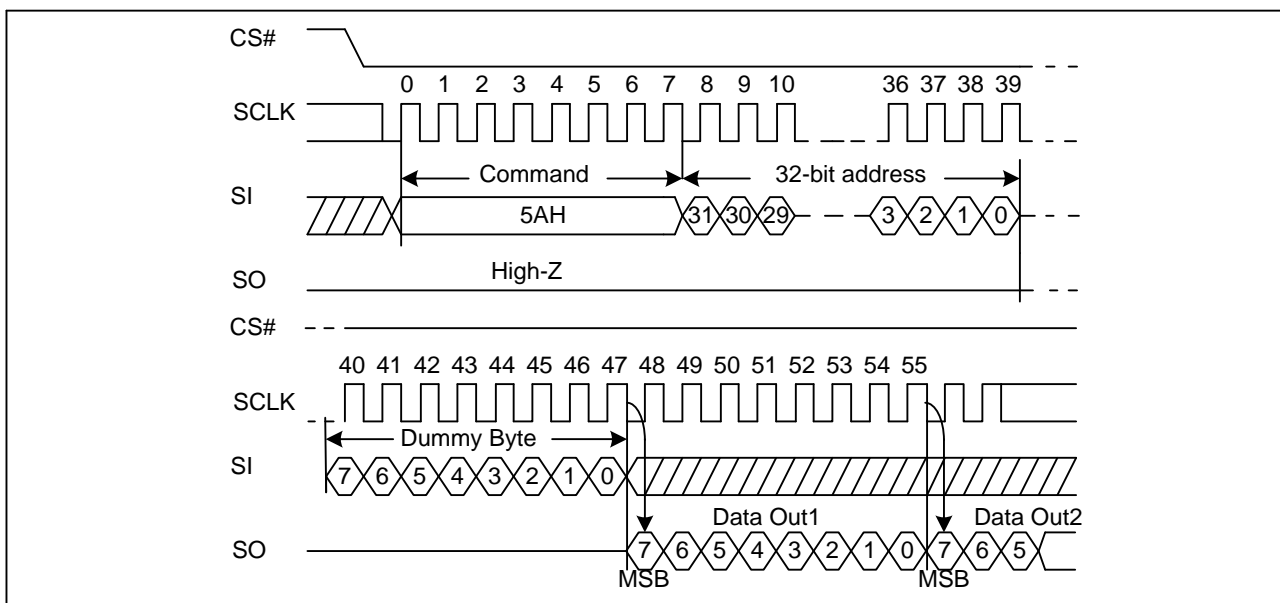 CS#
0 1 2 3 4 5 6 7 8 9 10 36 37 38 39
SCLK
Command 32-bit address
SI
5AH 31 30 29 3 2 1 0
High-Z
SO
CS#
40 41 42 43 44 45 46 47 48 49 50 51 52 53 54 55
SCLK
Dummy Byte
SI 7 6 5 4 3 2 1 0
Data Out1 Data Out2
SO 7 6 5 4 3 2 1 0 7 6 5
MSB MSB